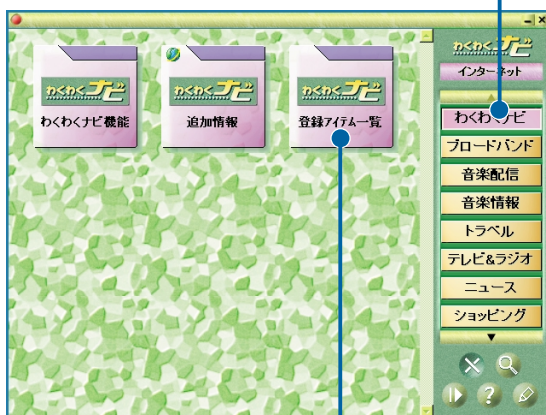 わくわくナビ
わくわくナビ
わくわくナビ
わくわくナビ機能
追加情報
登録アイテム一覧
わくわくナビ
インターネット
わくわくナビ
ブロードバンド
音楽配信
音楽情報
トラベル
テレビ&ラジオ
ニュース
ショッピング
?